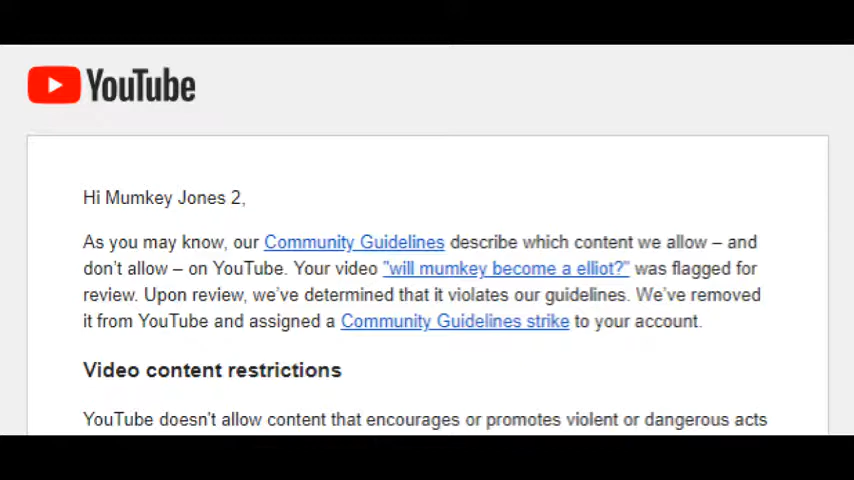 YouTube
Hi Mumkey Jones 2,
As you may know, our Community Guidelines describe which content we allow – and
don't allow – on YouTube. Your video "will mumkey become a elliot?" was flagged for
review. Upon review, we've determined that it violates our guidelines. We've removed
it from YouTube and assigned a Community Guidelines strike to your account.
Video content restrictions
YouTube doesn't allow content that encourages or promotes violent or dangerous acts